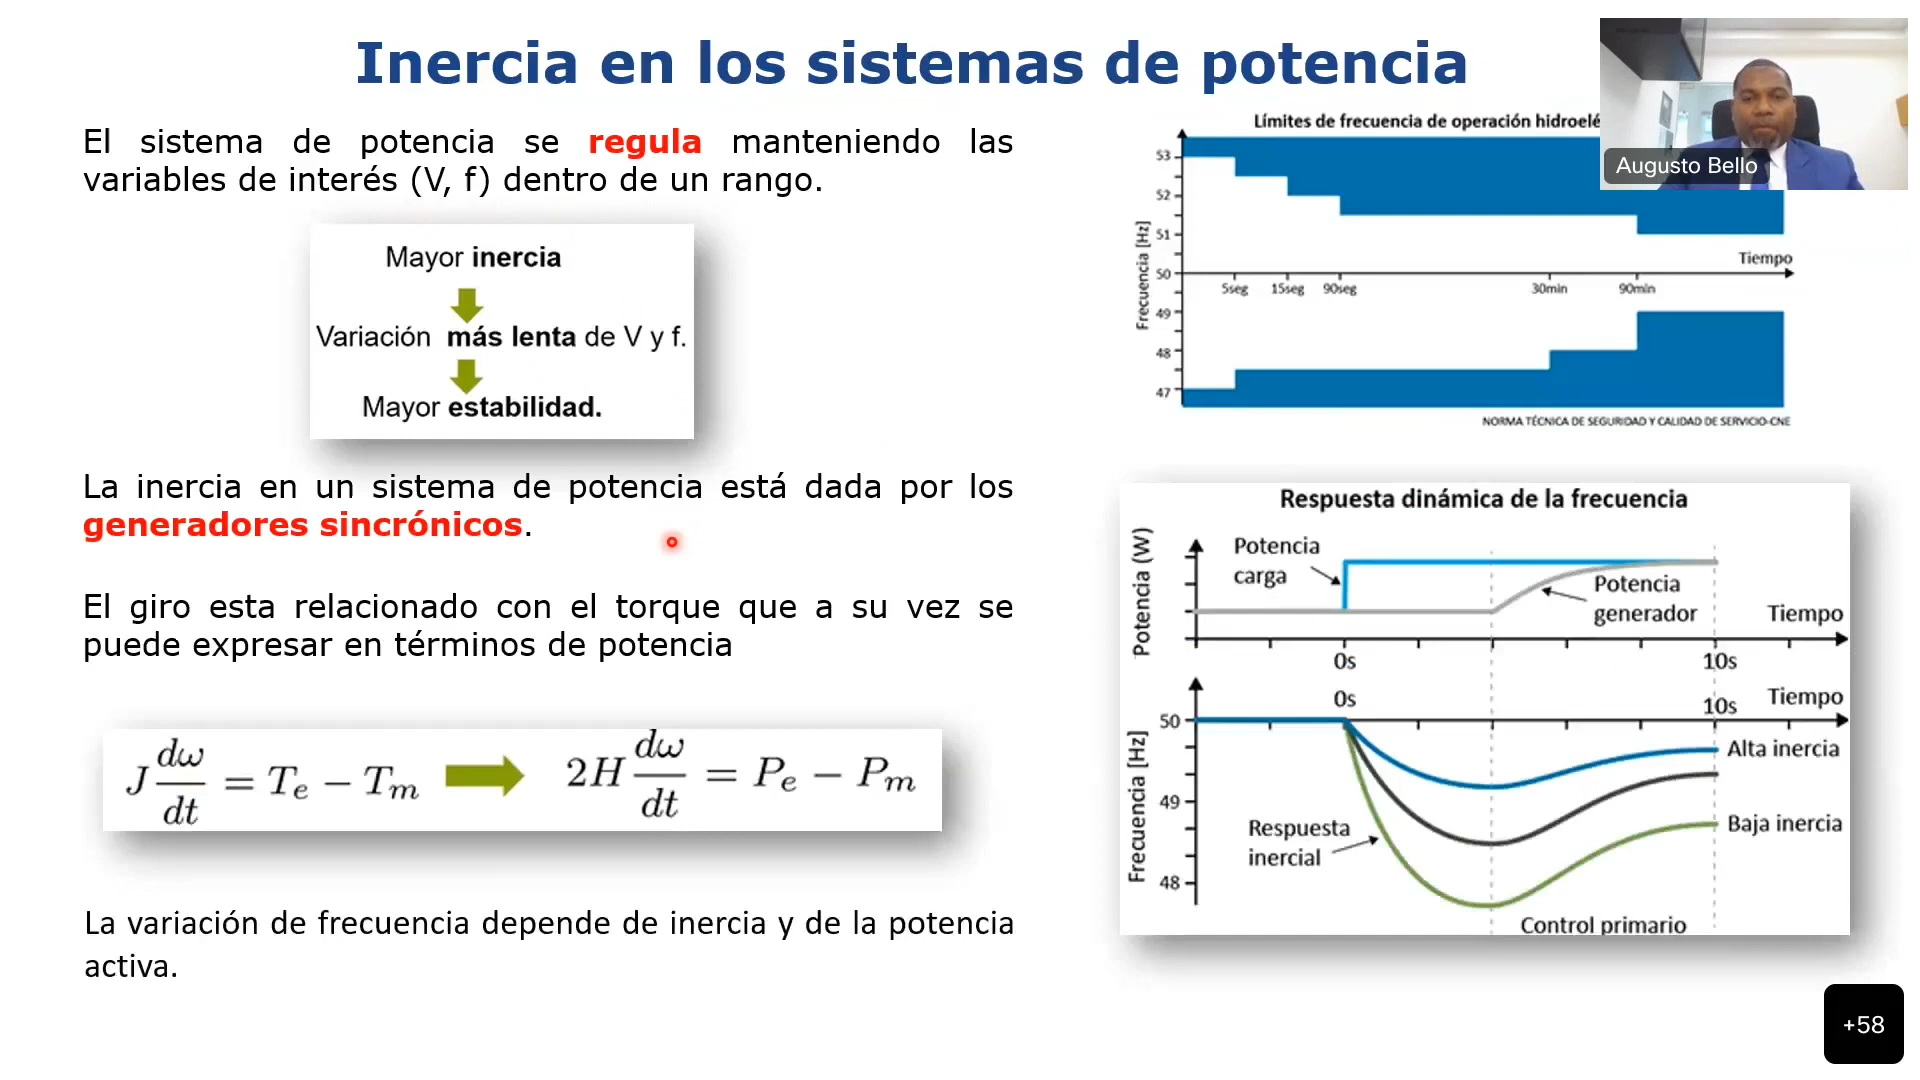 Inercia en los sistemas de potencia
El sistema de potencia se regula manteniendo las
variables de interés (V, f) dentro de un rango.
Mayor inercia
Variación más lenta de V y f.
Mayor estabilidad.
La inercia en un sistema de potencia está dada por los
generadores sincrónicos.
El giro esta relacionado con el torque que a su vez se
puede expresar en términos de potencia
J dω/dt = Te − Tm
2H dω/dt = Pe − Pm
La variación de frecuencia depende de inercia y de la potencia
activa.
Límites de frecuencia de operación hidroelé
Augusto Bello
Frecuencia [Hz]
53
52
51
50
49
48
47
Tiempo
5seg 15seg 90seg 30min 90min
NORMA TÉCNICA DE SEGURIDAD Y CALIDAD DE SERVICIO-CNE
Respuesta dinámica de la frecuencia
Potencia (W)
Potencia
carga
Potencia
generador
Tiempo
0s 10s
0s 10s
Tiempo
Frecuencia [Hz]
50
49
48
Alta inercia
Baja inercia
Respuesta
inercial
Control primario
+58